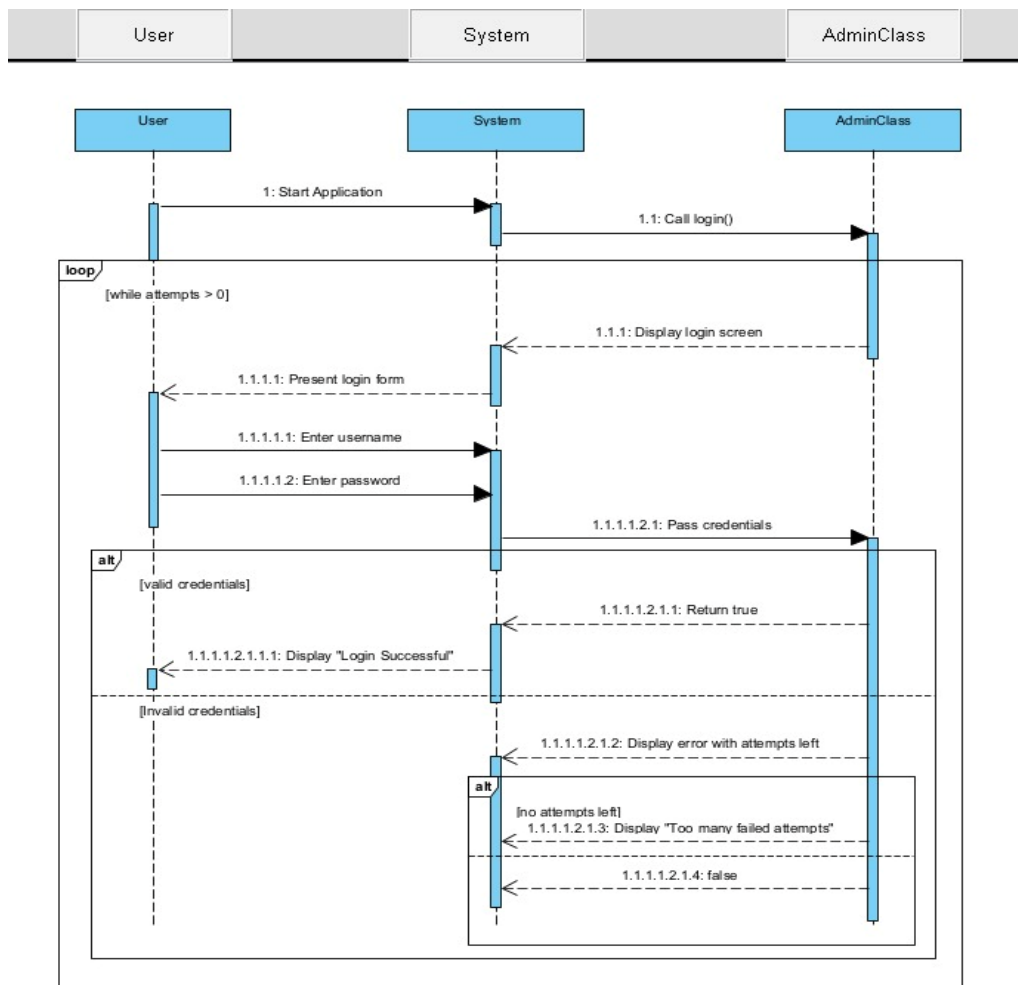 User System AdminClass
User System AdminClass
1: Start Application
1.1: Call login()
loop
[while attempts > 0]
1.1.1: Display login screen
1.1.1.1: Present login form
1.1.1.1.1: Enter username
1.1.1.1.2: Enter password
1.1.1.1.2.1: Pass credentials
alt
[valid credentials]
1.1.1.1.2.1.1: Return true
1.1.1.1.2.1.1.1: Display "Login Successful"
[Invalid credentials]
1.1.1.1.2.1.2: Display error with attempts left
alt
[no attempts left]
1.1.1.1.2.1.3: Display "Too many failed attempts"
1.1.1.1.2.1.4: false